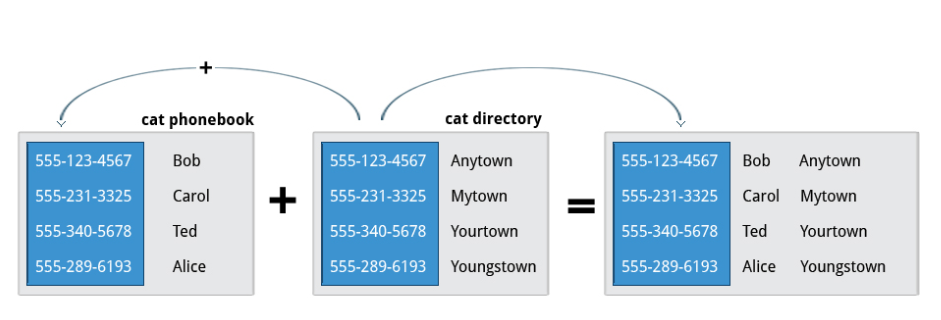 +
cat phonebook
cat directory
555-123-4567 Bob
555-231-3325 Carol
555-340-5678 Ted
555-289-6193 Alice
+
555-123-4567 Anytown
555-231-3325 Mytown
555-340-5678 Yourtown
555-289-6193 Youngstown
=
555-123-4567 Bob Anytown
555-231-3325 Carol Mytown
555-340-5678 Ted Yourtown
555-289-6193 Alice Youngstown